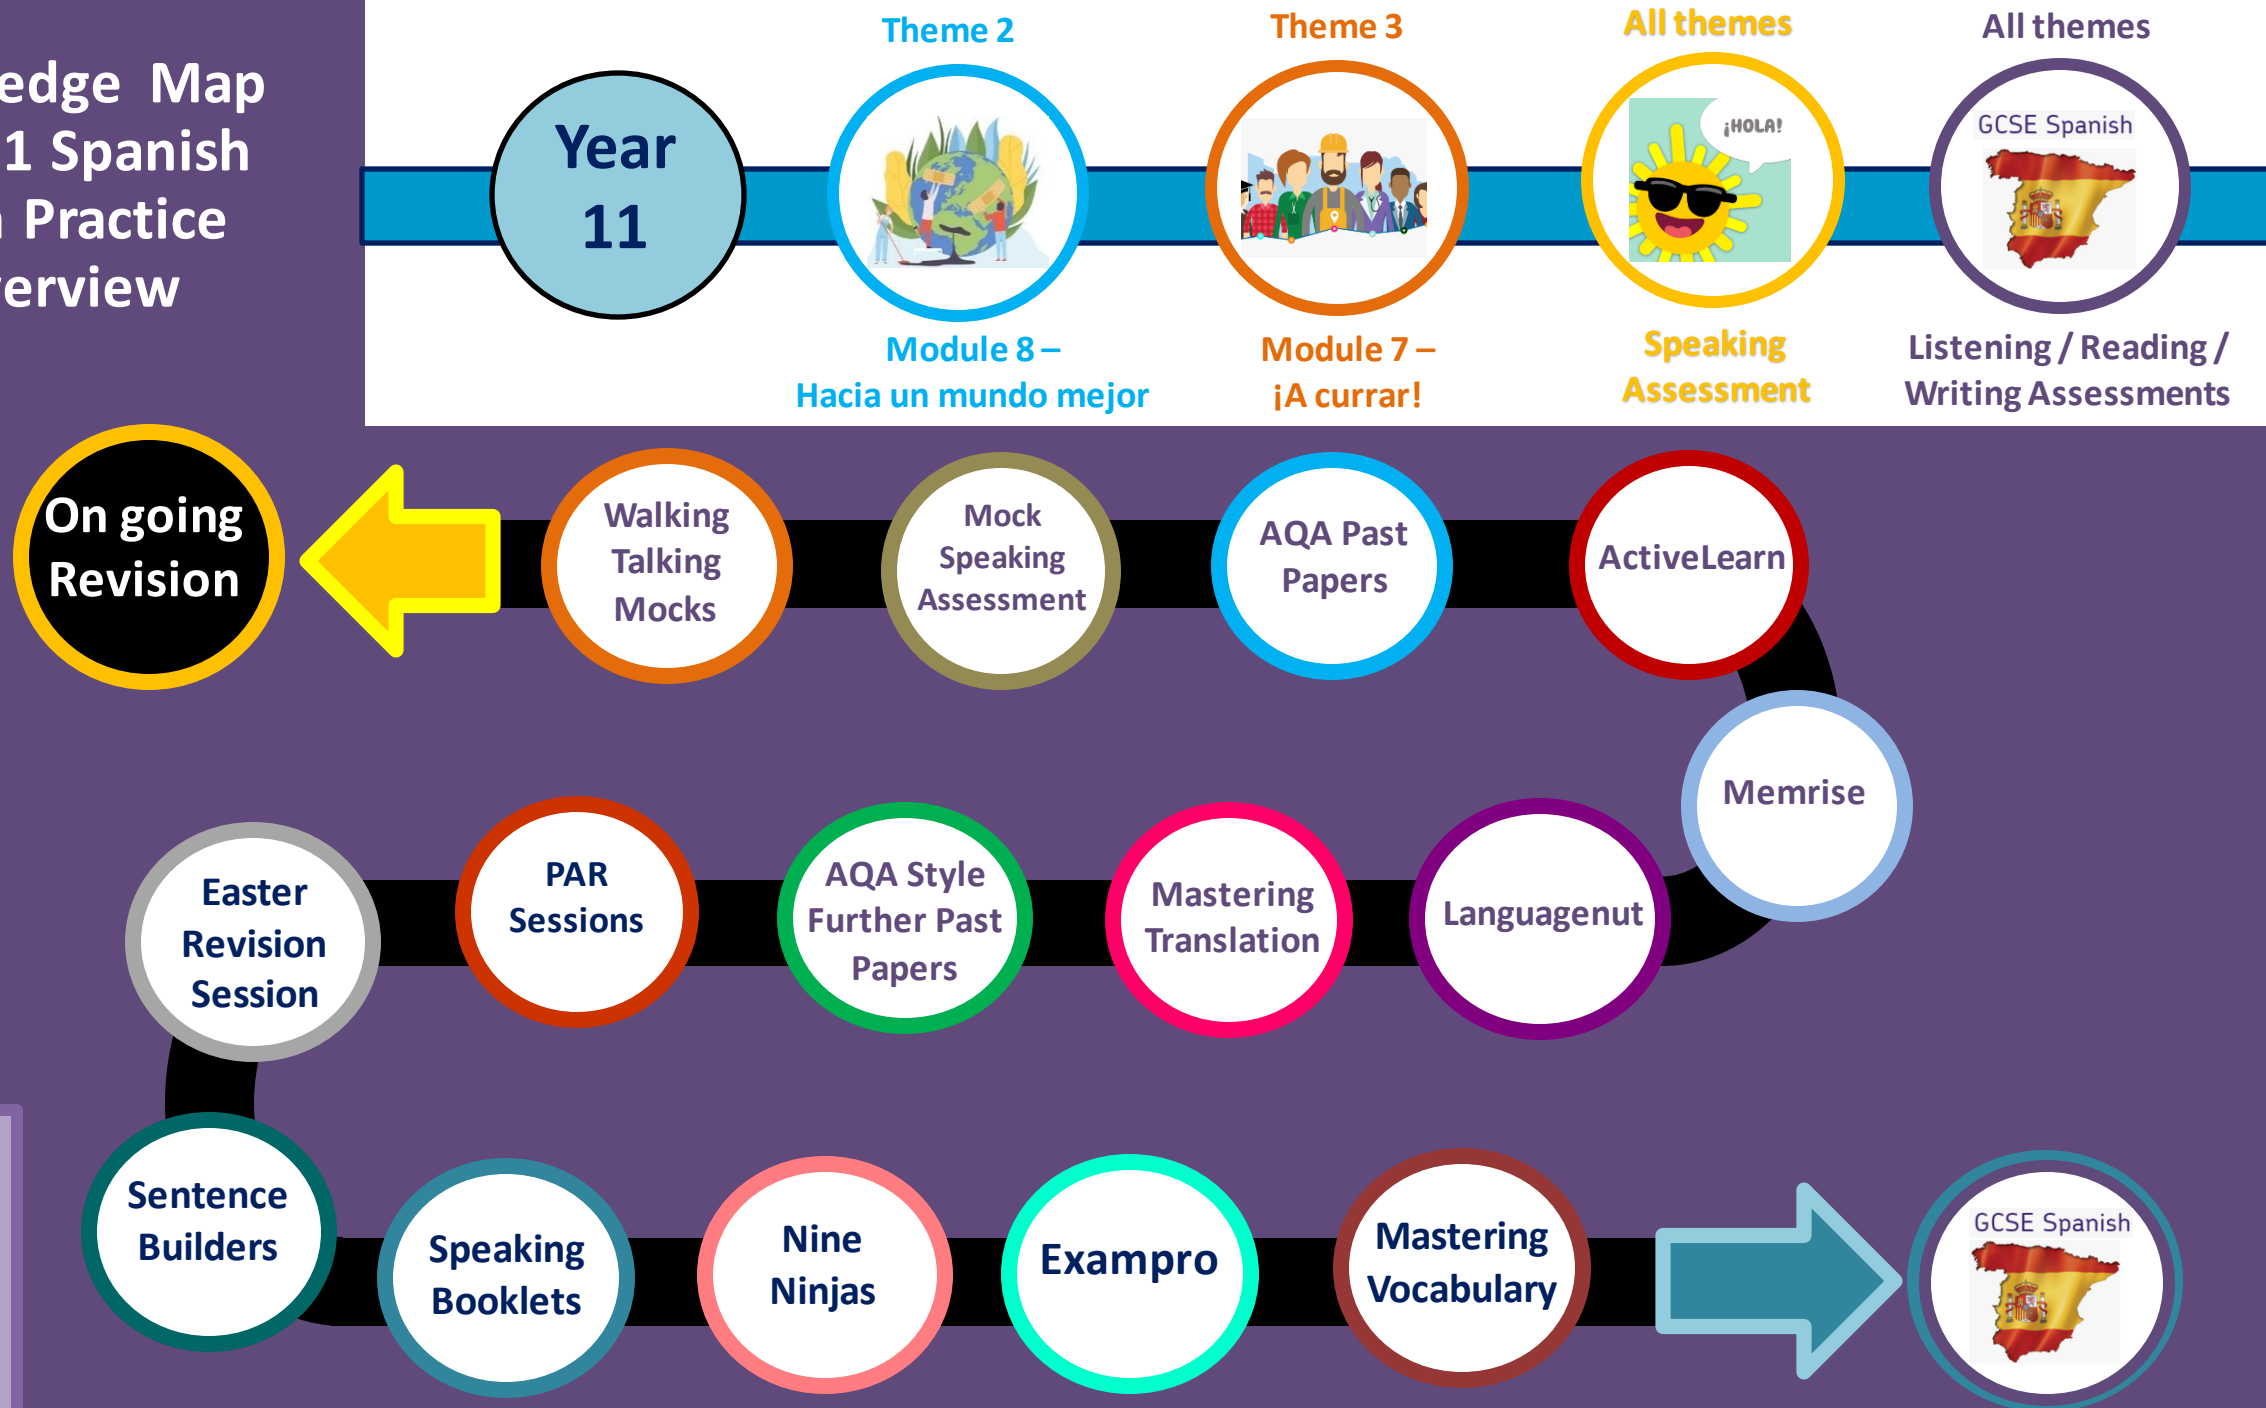 edge Map
1 Spanish
Practice
erview
Theme 2
Theme 3
All themes
All themes
Year
11
¡HOLA!
GCSE Spanish
Module 8 –
Hacia un mundo mejor
Module 7 –
¡A currar!
Speaking
Assessment
Listening / Reading /
Writing Assessments
On going
Revision
Walking
Talking
Mocks
Mock
Speaking
Assessment
AQA Past
Papers
ActiveLearn
Memrise
Easter
Revision
Session
PAR
Sessions
AQA Style
Further Past
Papers
Mastering
Translation
Languagenut
Sentence
Builders
Speaking
Booklets
Nine
Ninjas
Exampro
Mastering
Vocabulary
GCSE Spanish